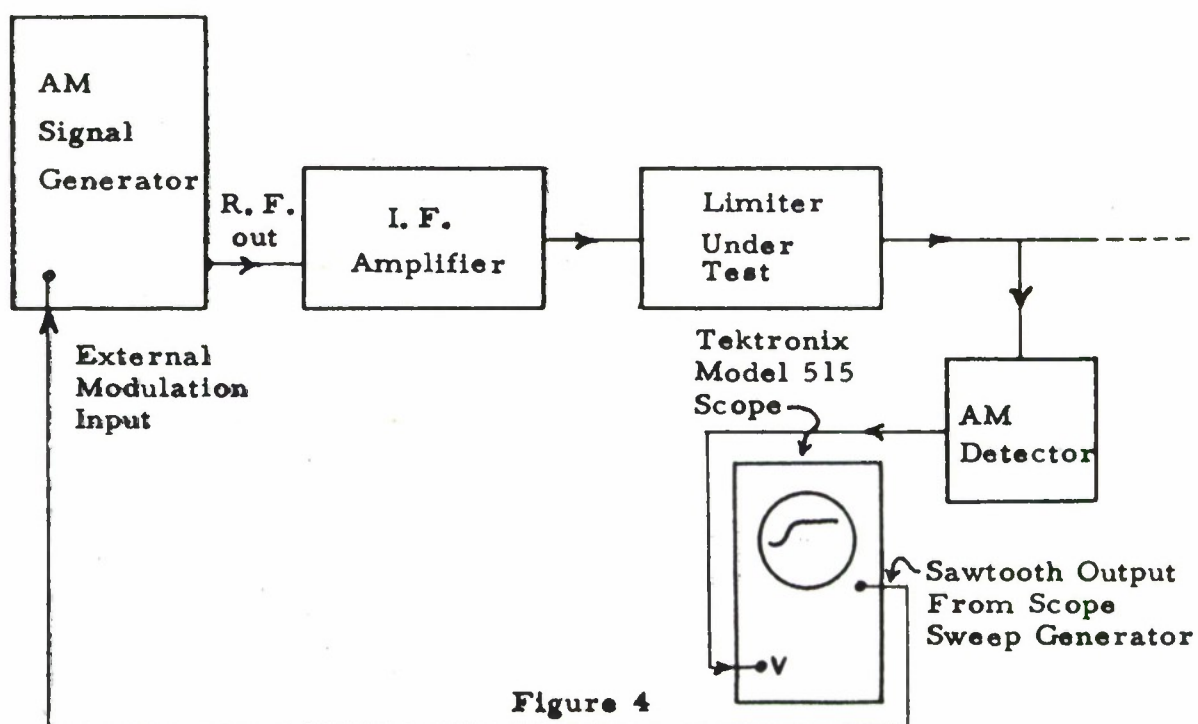 AM
Signal
Generator
R. F.
out
I. F.
Amplifier
Limiter
Under
Test
External
Modulation
Input
Tektronix
Model 515
Scope
AM
Detector
Sawtooth Output
From Scope
Sweep Generator
V
Figure 4